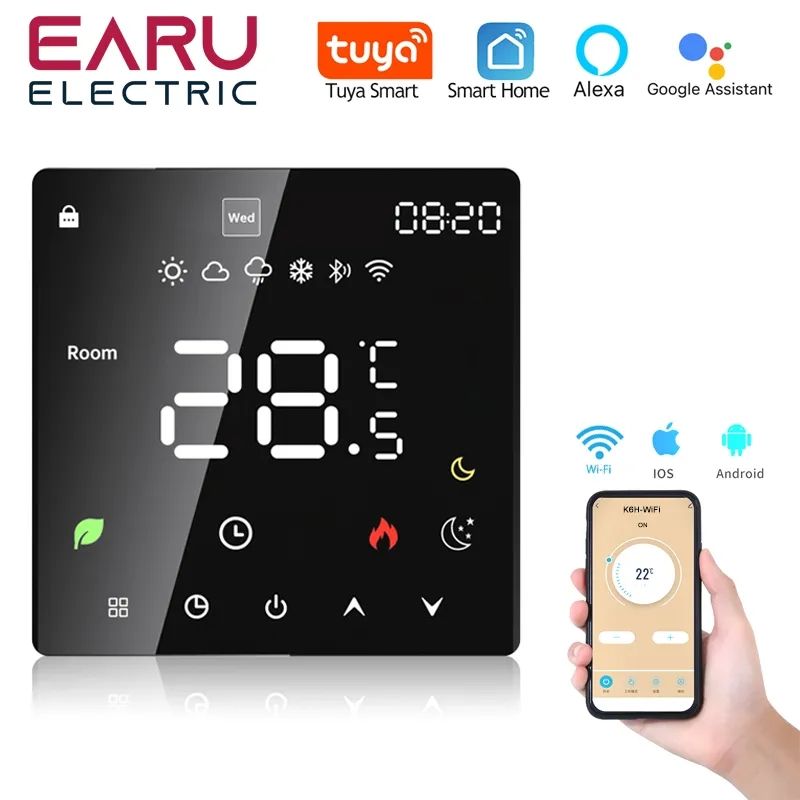 EARU
ELECTRIC
tuya
Tuya Smart
Smart Home
Alexa
Google Assistant
Wed
08:20
Room
28.5
℃
Wi-Fi
IOS
Android
K6H-WiFi
ON
22℃